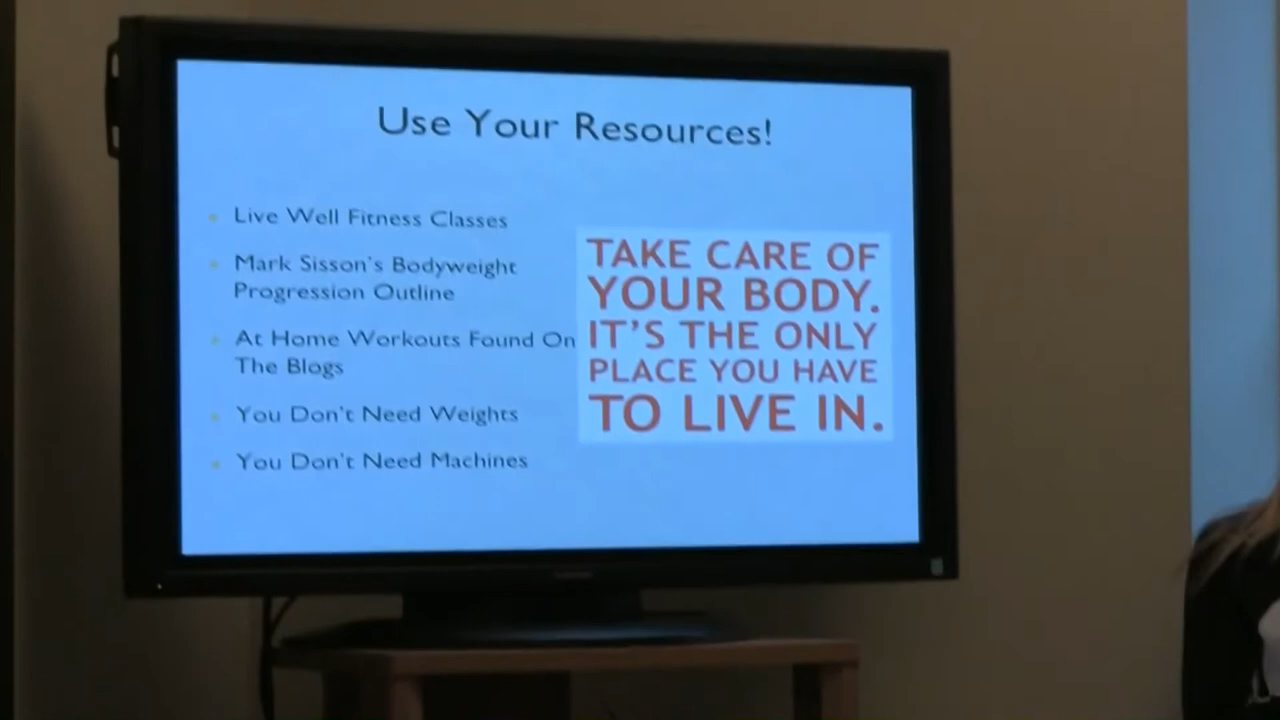 Use Your Resources!
Live Well Fitness Classes
Mark Sisson's Bodyweight
Progression Outline
At Home Workouts Found On
The Blogs
You Don't Need Weights
You Don't Need Machines
TAKE CARE OF
YOUR BODY.
IT'S THE ONLY
PLACE YOU HAVE
TO LIVE IN.